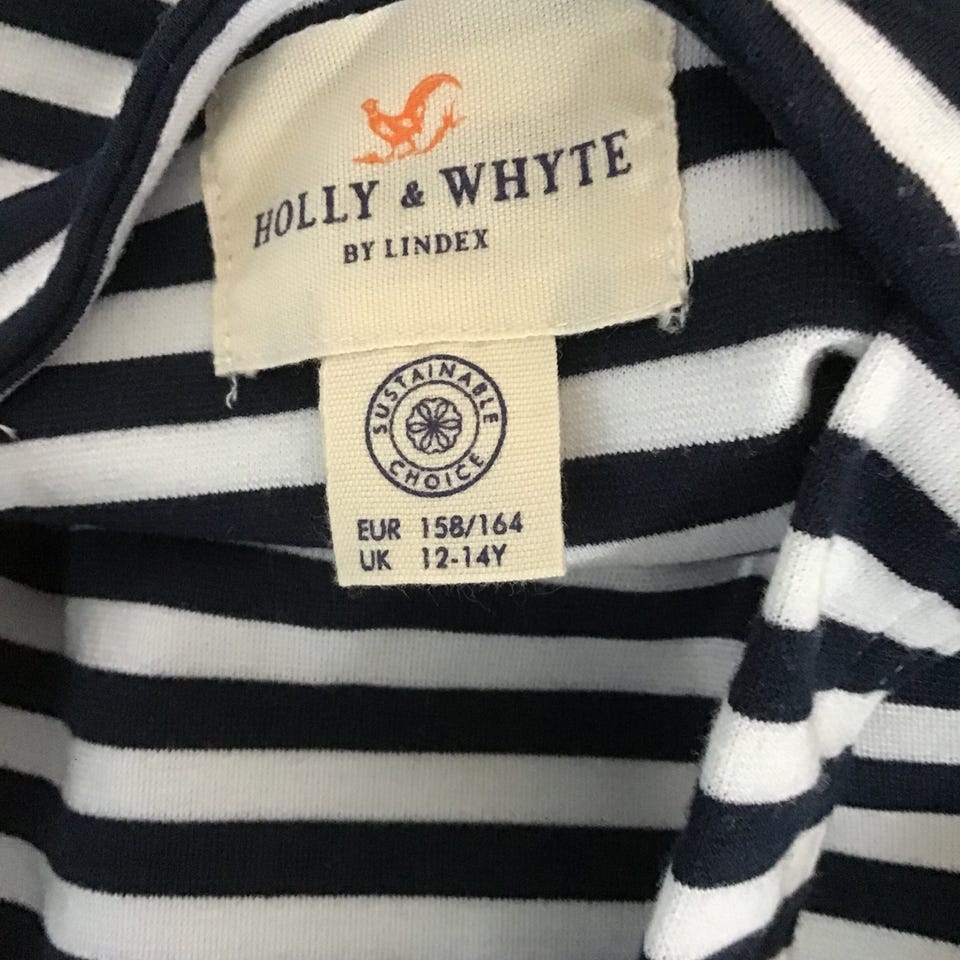 HOLLY & WHYTE
BY LINDEX
SUSTAINABLE
CHOICE
EUR 158/164
UK 12-14Y